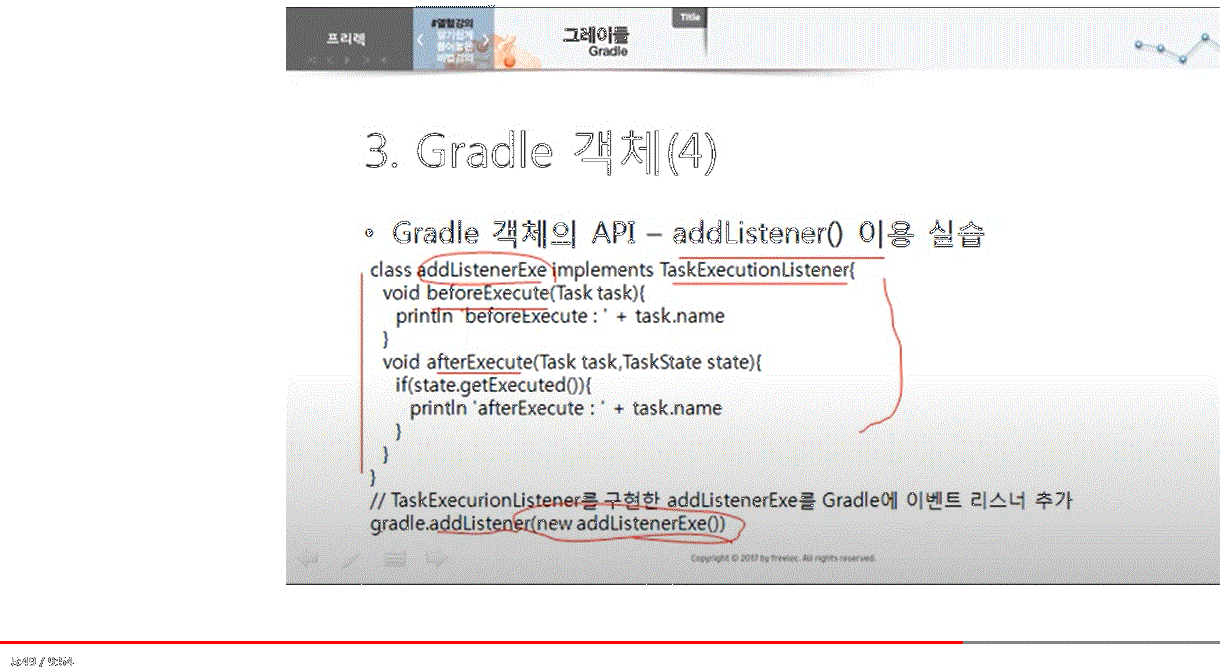 프리렉
#열혈강의
그레이들
Gradle
Title
3. Gradle 객체(4)
• Gradle 객체의 API – addListener() 이용 실습
class addListenerExe implements TaskExecutionListener{
void beforeExecute(Task task){
println 'beforeExecute : ' + task.name
}
void afterExecute(Task task,TaskState state){
if(state.getExecuted()){
println 'afterExecute : ' + task.name
}
}
}
// TaskExecurionListener를 구현한 addListenerExe를 Gradle에 이벤트 리스너 추가
gradle.addListener(new addListenerExe())
Copyright © 2017 by freelec. All rights reserved.